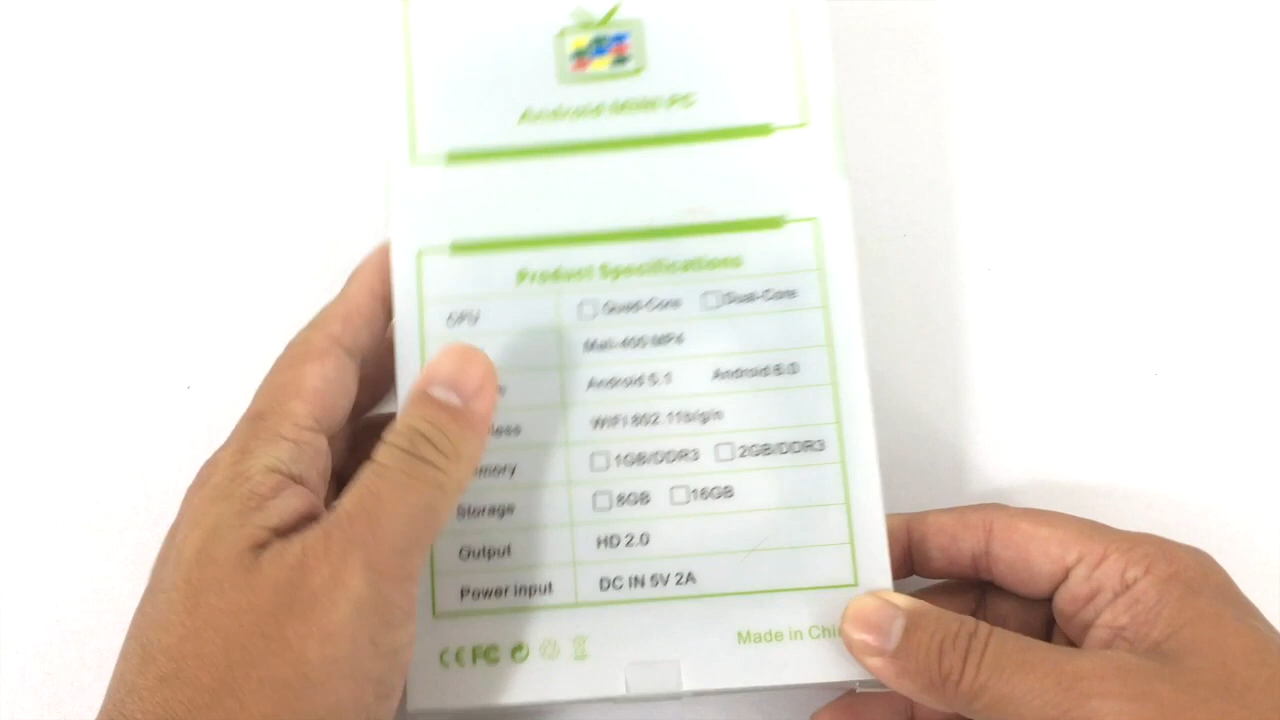 Android Mini PC
Product Specifications
CPU Quad-Core Dual-Core
Mali-400 MP4
Android 5.1 Android 6.0
WIFI 802.11b/g/n
1GB/DDR3 2GB/DDR3
Storage 8GB 16GB
Output HD 2.0
Power input DC IN 5V 2A
CE FC
Made in